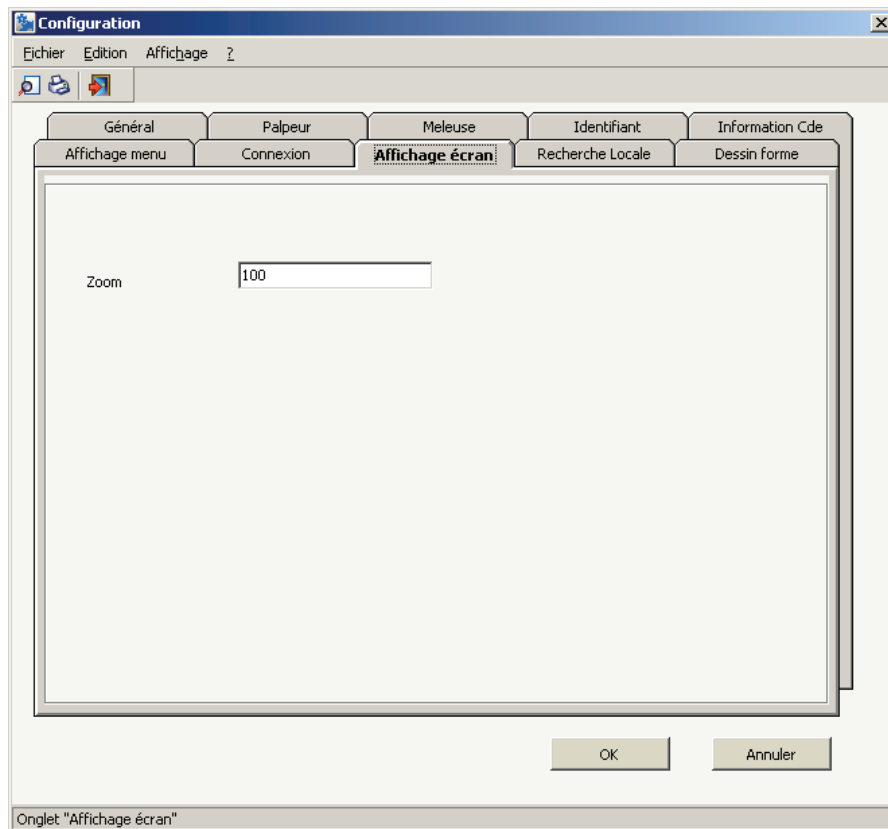 Configuration
Fichier Edition Affichage ?
Général Palpeur Meleuse Identifiant Information Cde
Affichage menu Connexion Affichage écran Recherche Locale Dessin forme
Zoom 100
OK Annuler
Onglet "Affichage écran"